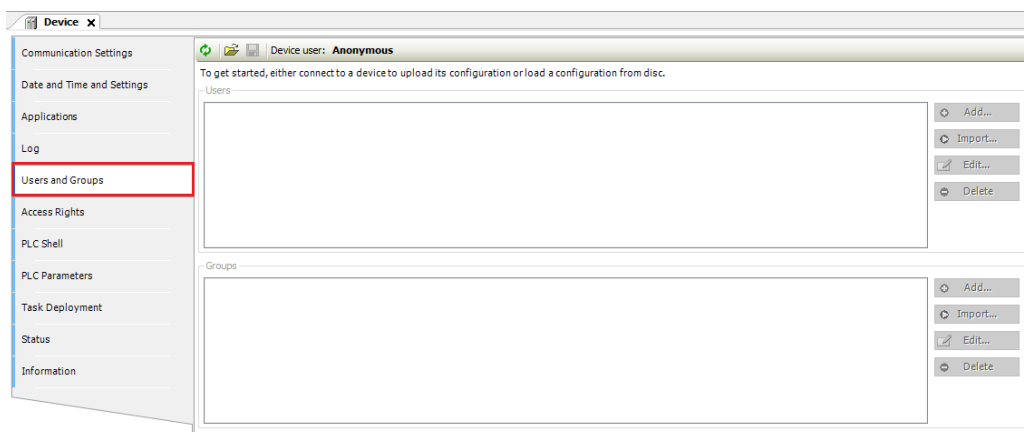 Device
Communication Settings
Date and Time and Settings
Applications
Log
Users and Groups
Access Rights
PLC Shell
PLC Parameters
Task Deployment
Status
Information
Device user: Anonymous
To get started, either connect to a device to upload its configuration or load a configuration from disc.
Users
Add...
Import...
Edit...
Delete
Groups
Add...
Import...
Edit...
Delete